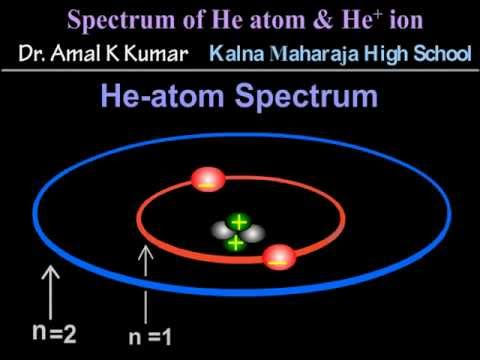 Spectrum of He atom & He⁺ ion
Dr. Amal K Kumar Kalna Maharaja High School
He-atom Spectrum
−
+
+
−
n=2
n =1